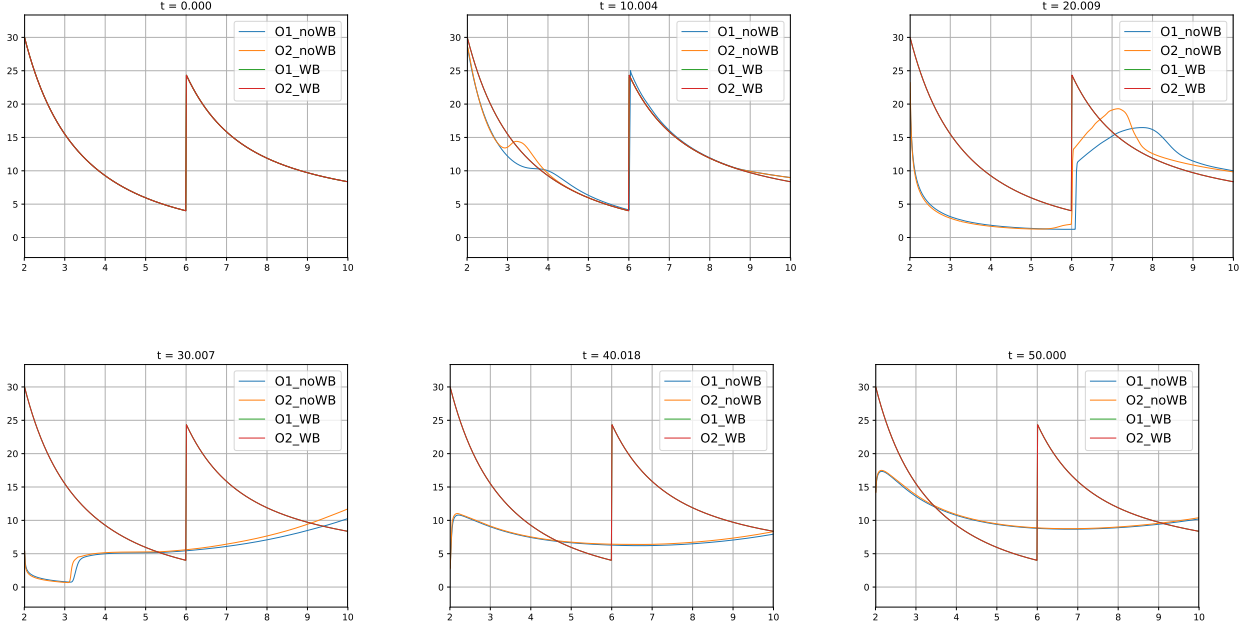 t = 0.000
O1_noWB
O2_noWB
O1_WB
O2_WB
30
25
20
15
10
5
0
2 3 4 5 6 7 8 9 10
t = 10.004
O1_noWB
O2_noWB
O1_WB
O2_WB
30
25
20
15
10
5
0
2 3 4 5 6 7 8 9 10
t = 20.009
O1_noWB
O2_noWB
O1_WB
O2_WB
30
25
20
15
10
5
0
2 3 4 5 6 7 8 9 10
t = 30.007
O1_noWB
O2_noWB
O1_WB
O2_WB
30
25
20
15
10
5
0
2 3 4 5 6 7 8 9 10
t = 40.018
O1_noWB
O2_noWB
O1_WB
O2_WB
30
25
20
15
10
5
0
2 3 4 5 6 7 8 9 10
t = 50.000
O1_noWB
O2_noWB
O1_WB
O2_WB
30
25
20
15
10
5
0
2 3 4 5 6 7 8 9 10